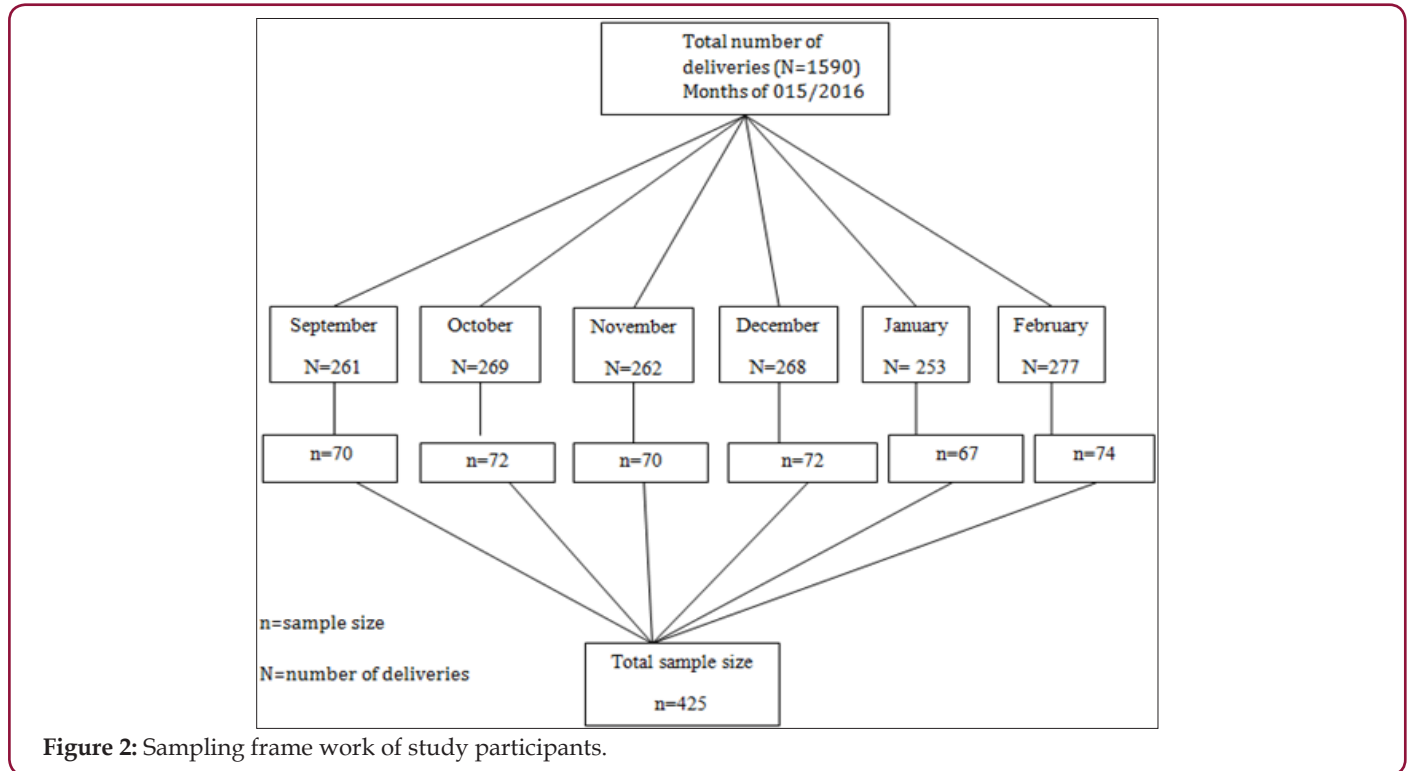 Total number of
deliveries (N=1590)
Months of 015/2016
September
N=261
October
N=269
November
N=262
December
N=268
January
N= 253
February
N=277
n=70
n=72
n=70
n=72
n=67
n=74
n=sample size
N=number of deliveries
Total sample size
n=425
Figure 2: Sampling frame work of study participants.